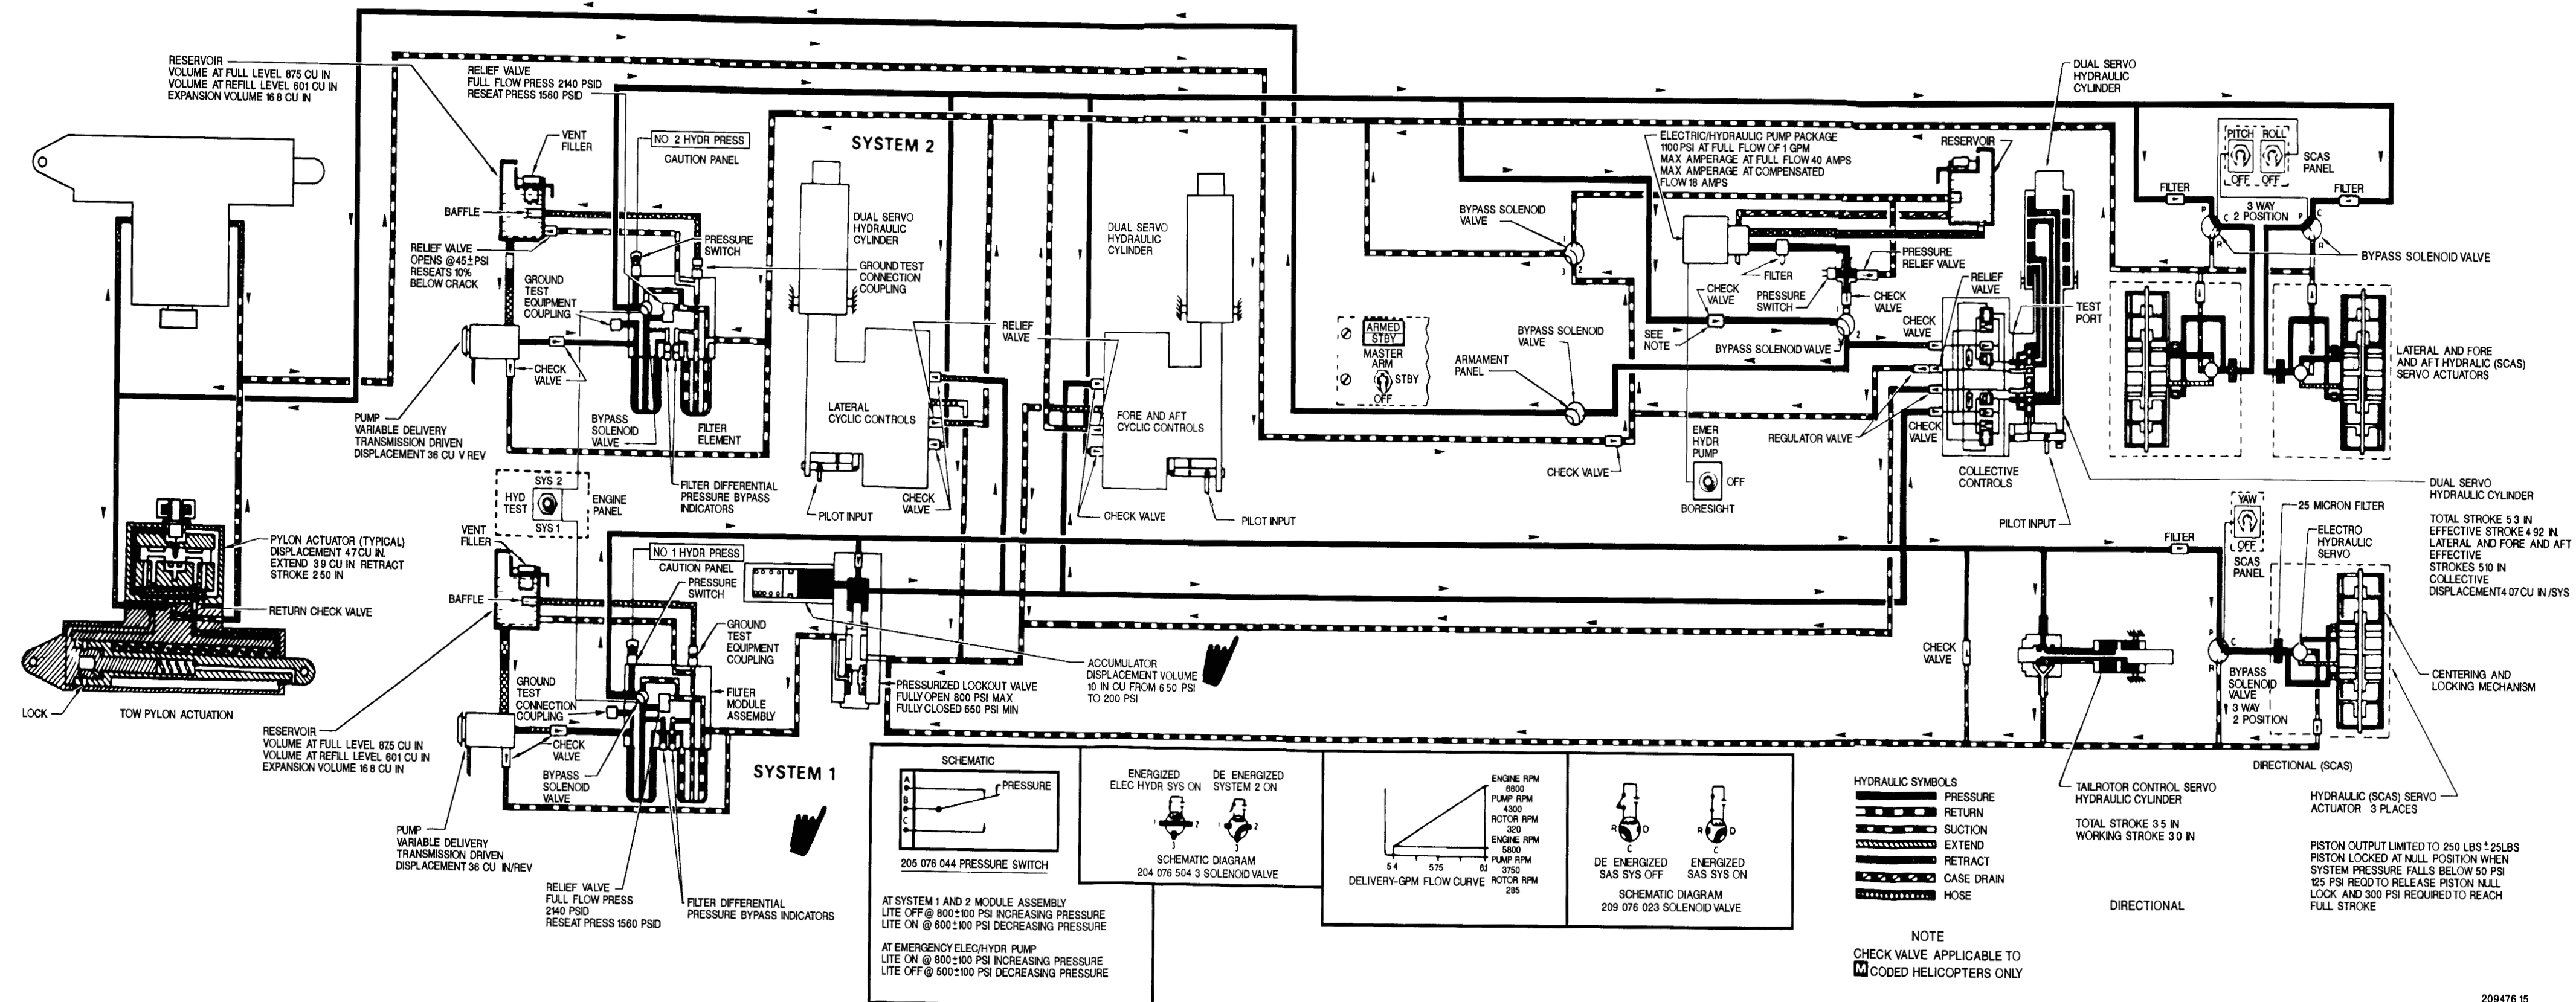 RESERVOIR
VOLUME AT FULL LEVEL 875 CU IN
VOLUME AT REFILL LEVEL 601 CU IN
EXPANSION VOLUME 168 CU IN
RELIEF VALVE
FULL FLOW PRESS 2140 PSID
RESEAT PRESS 1560 PSID
VENT
FILLER
NO 2 HYDR PRESS
CAUTION PANEL
SYSTEM 2
BAFFLE
RELIEF VALVE
OPENS @45± PSI
RESEATS 10%
BELOW CRACK
GROUND
TEST
EQUIPMENT
COUPLING
PRESSURE
SWITCH
GROUND TEST
CONNECTION
COUPLING
DUAL SERVO
HYDRAULIC
CYLINDER
DUAL SERVO
HYDRAULIC
CYLINDER
CHECK
VALVE
PUMP
VARIABLE DELIVERY
TRANSMISSION DRIVEN
DISPLACEMENT 36 CU V REV
BYPASS
SOLENOID
VALVE
FILTER
ELEMENT
LATERAL
CYCLIC CONTROLS
RELIEF
VALVE
FORE AND AFT
CYCLIC CONTROLS
SYS 2
HYD
TEST
SYS 1
ENGINE
PANEL
FILTER DIFFERENTIAL
PRESSURE BYPASS
INDICATORS
PILOT INPUT
CHECK
VALVE
CHECK VALVE
PILOT INPUT
ELECTRIC/HYDRAULIC PUMP PACKAGE
1100 PSI AT FULL FLOW OF 1 GPM
MAX AMPERAGE AT FULL FLOW 40 AMPS
MAX AMPERAGE AT COMPENSATED
FLOW 18 AMPS
RESERVOIR
DUAL SERVO
HYDRAULIC
CYLINDER
BYPASS SOLENOID
VALVE
1
2
3
FILTER
PRESSURE
RELIEF VALVE
CHECK
VALVE
PRESSURE
SWITCH
CHECK
VALVE
RELIEF
VALVE
TEST
PORT
SEE
NOTE
BYPASS SOLENOID VALVE
2
CHECK
VALVE
ARMED
STBY
MASTER
ARM
STBY
OFF
BYPASS SOLENOID
VALVE
ARMAMENT
PANEL
EMER
HYDR
PUMP
OFF
BORESIGHT
CHECK VALVE
REGULATOR VALVE
CHECK
VALVE
COLLECTIVE
CONTROLS
PILOT INPUT
PITCH ROLL
OFF OFF
SCAS
PANEL
FILTER
FILTER
3 WAY
2 POSITION
P
C
R
P
C
R
BYPASS SOLENOID VALVE
LATERAL AND FORE
AND AFT HYDRALIC (SCAS)
SERVO ACTUATORS
DUAL SERVO
HYDRAULIC CYLINDER
TOTAL STROKE 5 3 IN
EFFECTIVE STROKE 4 92 IN.
LATERAL AND FORE AND AFT
EFFECTIVE
STROKES 510 IN
COLLECTIVE
DISPLACEMENT4 07 CU IN /SYS
PYLON ACTUATOR (TYPICAL)
DISPLACEMENT 47 CU IN.
EXTEND 3 9 CU IN RETRACT
STROKE 2 50 IN
RETURN CHECK VALVE
LOCK
TOW PYLON ACTUATION
VENT
FILLER
NO 1 HYDR PRESS
CAUTION PANEL
PRESSURE
SWITCH
BAFFLE
GROUND
TEST
EQUIPMENT
COUPLING
GROUND
TEST
CONNECTION
COUPLING
FILTER
MODULE
ASSEMBLY
CHECK
VALVE
BYPASS
SOLENOID
VALVE
RESERVOIR
VOLUME AT FULL LEVEL 875 CU IN
VOLUME AT REFILL LEVEL 601 CU IN
EXPANSION VOLUME 16 8 CU IN
PUMP
VARIABLE DELIVERY
TRANSMISSION DRIVEN
DISPLACEMENT 36 CU IN/REV
RELIEF VALVE
FULL FLOW PRESS
2140 PSID
RESEAT PRESS 1560 PSID
FILTER DIFFERENTIAL
PRESSURE BYPASS INDICATORS
SYSTEM 1
PRESSURIZED LOCKOUT VALVE
FULLY OPEN 800 PSI MAX
FULLY CLOSED 650 PSI MIN
ACCUMULATOR
DISPLACEMENT VOLUME
10 IN CU FROM 6 50 PSI
TO 200 PSI
CHECK
VALVE
FILTER
YAW
OFF
SCAS
PANEL
25 MICRON FILTER
ELECTRO
HYDRAULIC
SERVO
P
C
R
BYPASS
SOLENOID
VALVE
3 WAY
2 POSITION
CENTERING AND
LOCKING MECHANISM
DIRECTIONAL (SCAS)
TAILROTOR CONTROL SERVO
HYDRAULIC CYLINDER
TOTAL STROKE 3 5 IN
WORKING STROKE 3 0 IN
HYDRAULIC (SCAS) SERVO
ACTUATOR 3 PLACES
PISTON OUTPUT LIMITED TO 250 LBS ± 25LBS
PISTON LOCKED AT NULL POSITION WHEN
SYSTEM PRESSURE FALLS BELOW 50 PSI
125 PSI REQD TO RELEASE PISTON NULL
LOCK AND 300 PSI REQUIRED TO REACH
FULL STROKE
DIRECTIONAL
SCHEMATIC
A
B
C
PRESSURE
205 076 044 PRESSURE SWITCH
AT SYSTEM 1 AND 2 MODULE ASSEMBLY
LITE OFF @ 800±100 PSI INCREASING PRESSURE
LITE ON @ 600±100 PSI DECREASING PRESSURE
AT EMERGENCY ELEC/HYDR PUMP
LITE ON @ 800±100 PSI INCREASING PRESSURE
LITE OFF @ 500±100 PSI DECREASING PRESSURE
ENERGIZED
ELEC HYDR SYS ON
DE ENERGIZED
SYSTEM 2 ON
1
2
3
1
2
3
SCHEMATIC DIAGRAM
204 076 504 3 SOLENOID VALVE
ENGINE RPM
6600
PUMP RPM
4300
ROTOR RPM
320
ENGINE RPM
5800
PUMP RPM
3750
ROTOR RPM
285
5 4
5 75
6.1
DELIVERY-GPM FLOW CURVE
R
D
C
R
D
C
DE ENERGIZED
SAS SYS OFF
ENERGIZED
SAS SYS ON
SCHEMATIC DIAGRAM
209 076 023 SOLENOID VALVE
HYDRAULIC SYMBOLS
PRESSURE
RETURN
SUCTION
EXTEND
RETRACT
CASE DRAIN
HOSE
NOTE
CHECK VALVE APPLICABLE TO
M CODED HELICOPTERS ONLY
209476 15